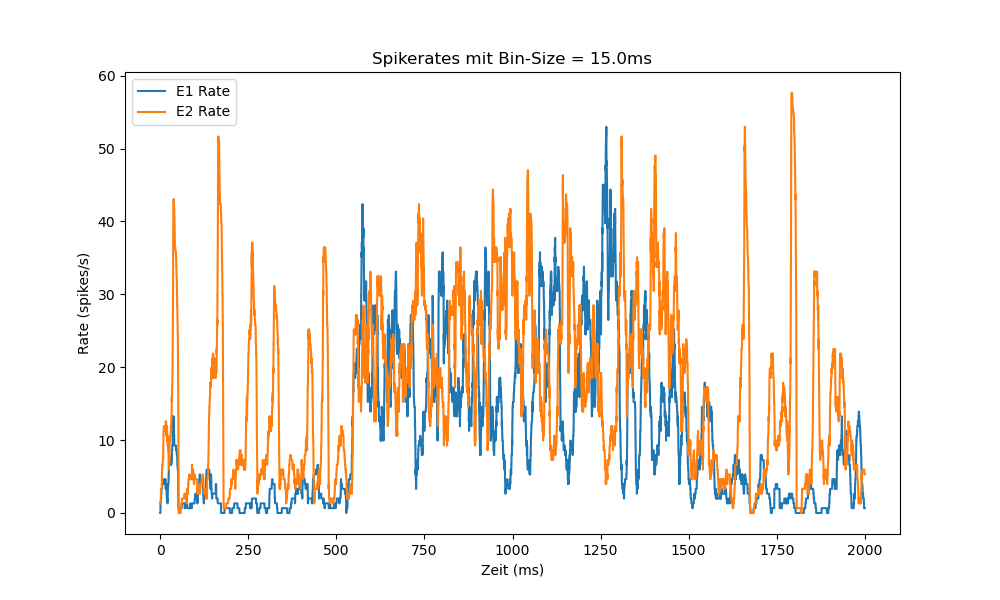 Spikerates mit Bin-Size = 15.0ms
E1 Rate
E2 Rate
60
50
40
30
20
10
0
Rate (spikes/s)
0 250 500 750 1000 1250 1500 1750 2000
Zeit (ms)